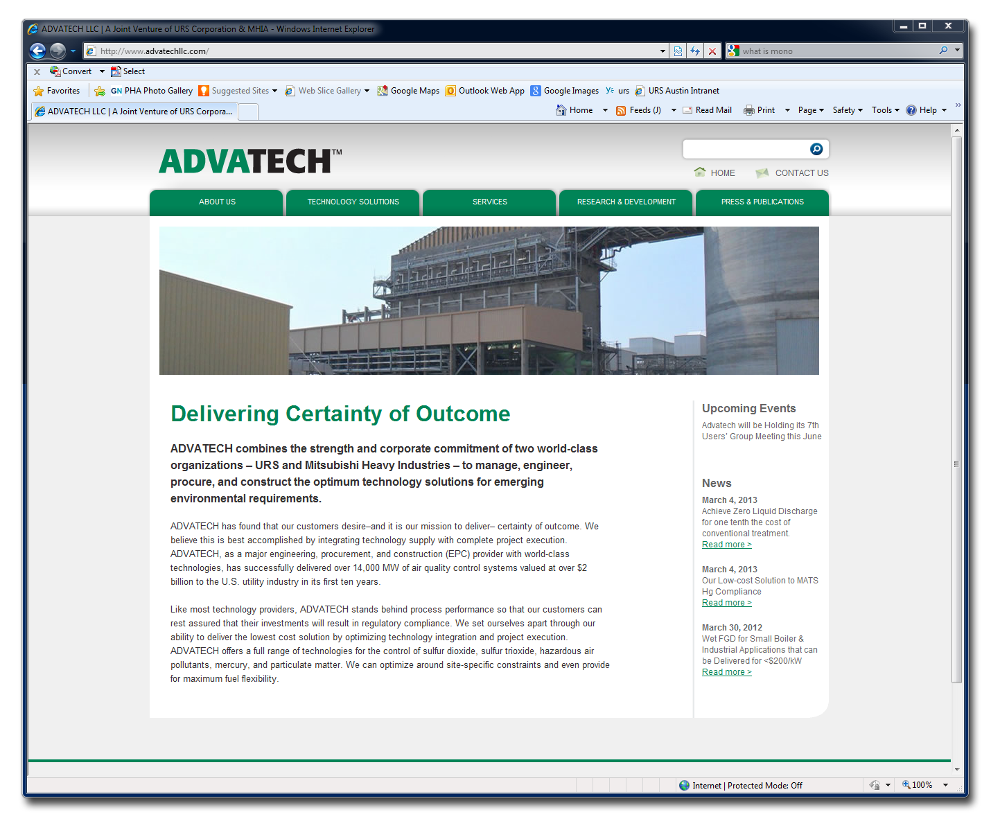 ADVATECH LLC | A Joint Venture of URS Corporation & MHIA - Windows Internet Explorer
http://www.advatechllc.com/
what is mono
x Convert Select
Favorites GN PHA Photo Gallery Suggested Sites Web Slice Gallery Google Maps Outlook Web App Google Images urs URS Austin Intranet
ADVATECH LLC | A Joint Venture of URS Corpora... Home Feeds (J) Read Mail Print Page Safety Tools Help
ADVATECH™
HOME CONTACT US
ABOUT US TECHNOLOGY SOLUTIONS SERVICES RESEARCH & DEVELOPMENT PRESS & PUBLICATIONS
Delivering Certainty of Outcome
ADVATECH combines the strength and corporate commitment of two world-class
organizations – URS and Mitsubishi Heavy Industries – to manage, engineer,
procure, and construct the optimum technology solutions for emerging
environmental requirements.
ADVATECH has found that our customers desire–and it is our mission to deliver– certainty of outcome. We
believe this is best accomplished by integrating technology supply with complete project execution.
ADVATECH, as a major engineering, procurement, and construction (EPC) provider with world-class
technologies, has successfully delivered over 14,000 MW of air quality control systems valued at over $2
billion to the U.S. utility industry in its first ten years.
Like most technology providers, ADVATECH stands behind process performance so that our customers can
rest assured that their investments will result in regulatory compliance. We set ourselves apart through our
ability to deliver the lowest cost solution by optimizing technology integration and project execution.
ADVATECH offers a full range of technologies for the control of sulfur dioxide, sulfur trioxide, hazardous air
pollutants, mercury, and particulate matter. We can optimize around site-specific constraints and even provide
for maximum fuel flexibility.
Upcoming Events
Advatech will be Holding its 7th
Users' Group Meeting this June
News
March 4, 2013
Achieve Zero Liquid Discharge
for one tenth the cost of
conventional treatment.
Read more >
March 4, 2013
Our Low-cost Solution to MATS
Hg Compliance
Read more >
March 30, 2012
Wet FGD for Small Boiler &
Industrial Applications that can
be Delivered for <$200/kW
Read more >
Internet | Protected Mode: Off 100%